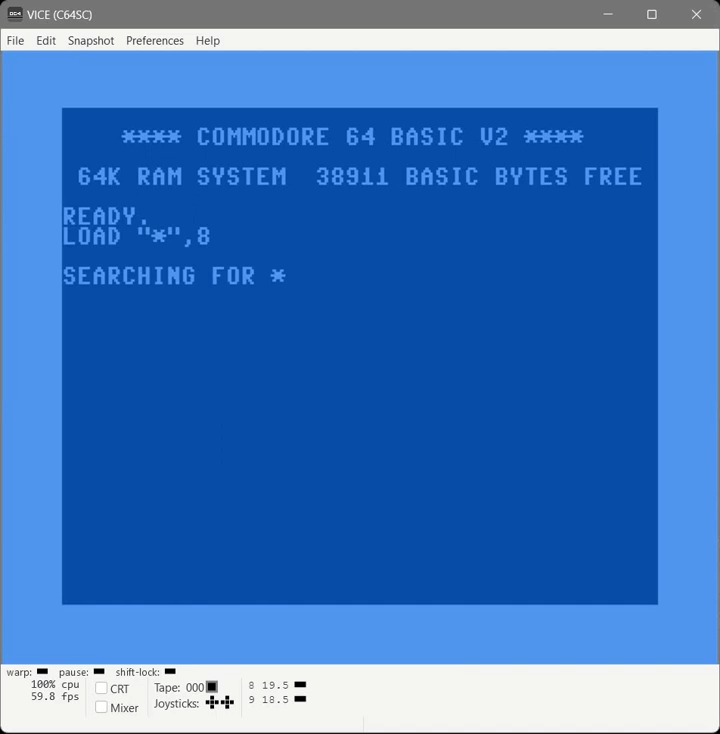 VICE (C64SC)
File Edit Snapshot Preferences Help
**** COMMODORE 64 BASIC V2 ****
64K RAM SYSTEM 38911 BASIC BYTES FREE
READY.
LOAD "*",8
SEARCHING FOR *
warp: pause: shift-lock:
100% cpu
59.8 fps
CRT
Mixer
Tape: 000
Joysticks:
8 19.5
9 18.5